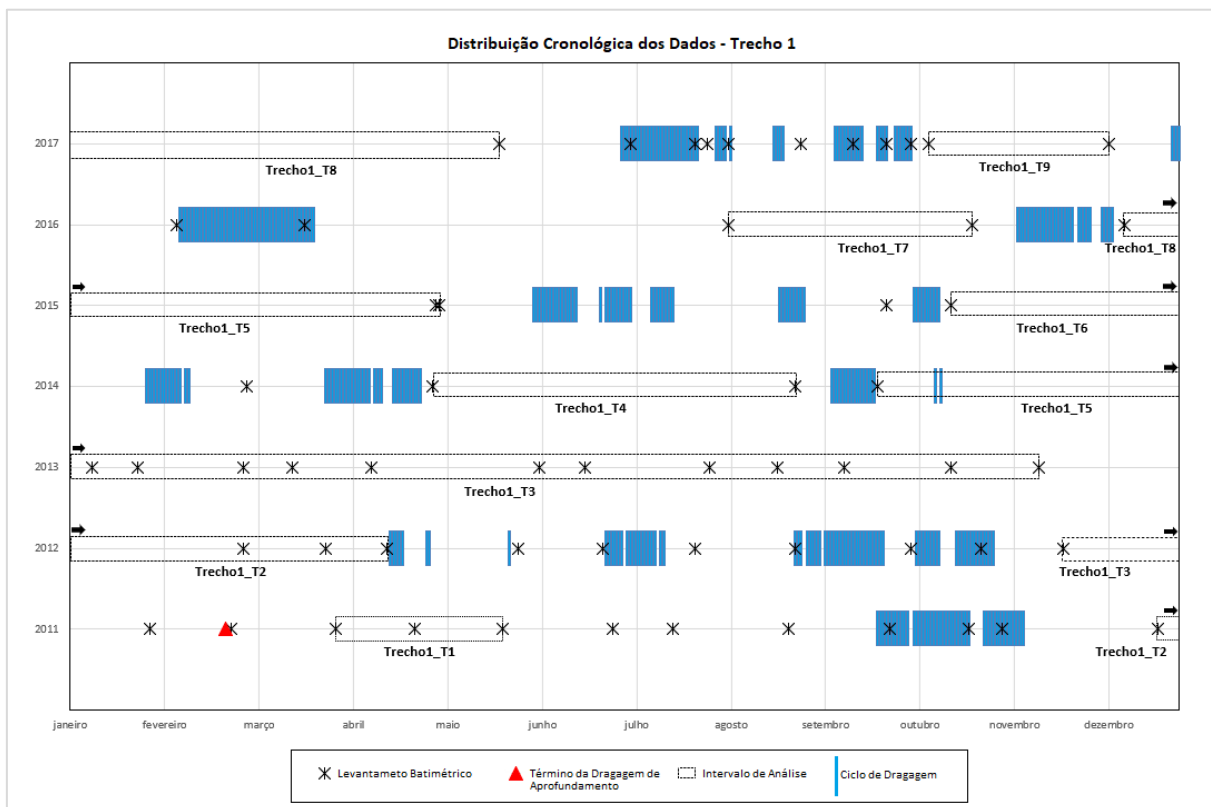 Distribuição Cronológica dos Dados - Trecho 1
2017
Trecho1_T8
Trecho1_T9
2016
Trecho1_T7
Trecho1_T8
2015
Trecho1_T5
Trecho1_T6
2014
Trecho1_T4
Trecho1_T5
2013
Trecho1_T3
2012
Trecho1_T2
Trecho1_T3
2011
Trecho1_T1
Trecho1_T2
janeiro fevereiro março abril maio junho julho agosto setembro outubro novembro dezembro
Levantameto Batimétrico
Término da Dragagem de
Aprofundamento
Intervalo de Análise
Ciclo de Dragagem